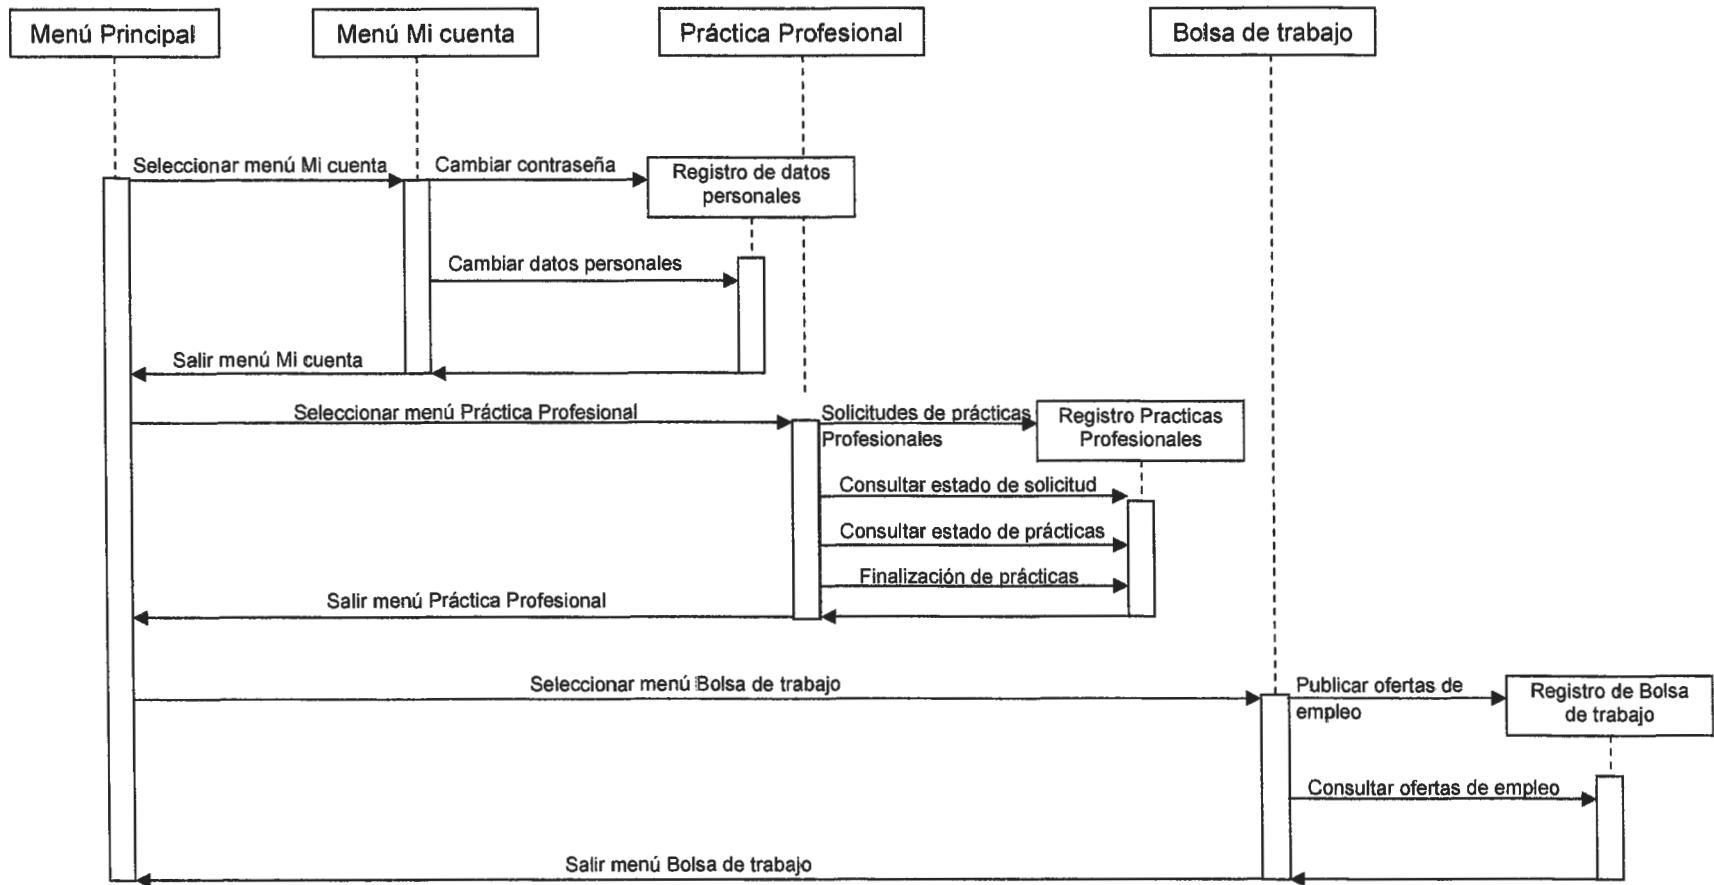 Menú Principal
Menú Mi cuenta
Práctica Profesional
Bolsa de trabajo
Seleccionar menú Mi cuenta
Cambiar contraseña
Registro de datos
personales
Cambiar datos personales
Salir menú Mi cuenta
Seleccionar menú Práctica Profesional
Solicitudes de prácticas
Profesionales
Registro Practicas
Profesionales
Consultar estado de solicitud
Consultar estado de prácticas
Finalización de prácticas
Salir menú Práctica Profesional
Seleccionar menú Bolsa de trabajo
Publicar ofertas de
empleo
Registro de Bolsa
de trabajo
Consultar ofertas de empleo
Salir menú Bolsa de trabajo